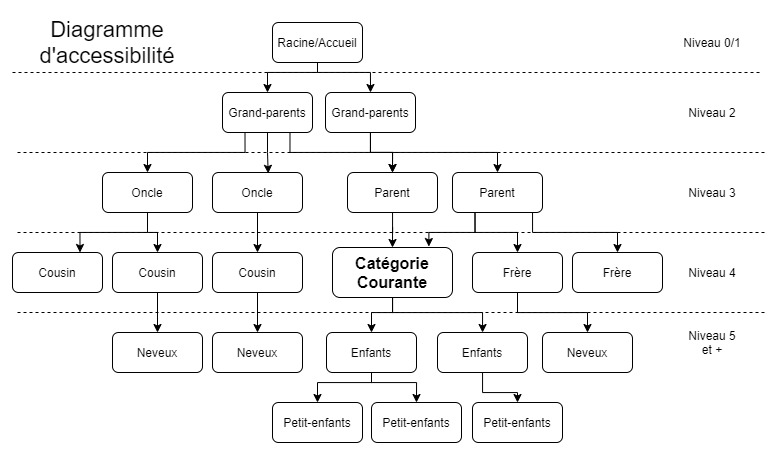 Diagramme
d'accessibilité
Racine/Accueil
Niveau 0/1
Grand-parents
Grand-parents
Niveau 2
Oncle
Oncle
Parent
Parent
Niveau 3
Cousin
Cousin
Cousin
Catégorie
Courante
Frère
Frère
Niveau 4
Neveux
Neveux
Enfants
Enfants
Neveux
Niveau 5
et +
Petit-enfants
Petit-enfants
Petit-enfants